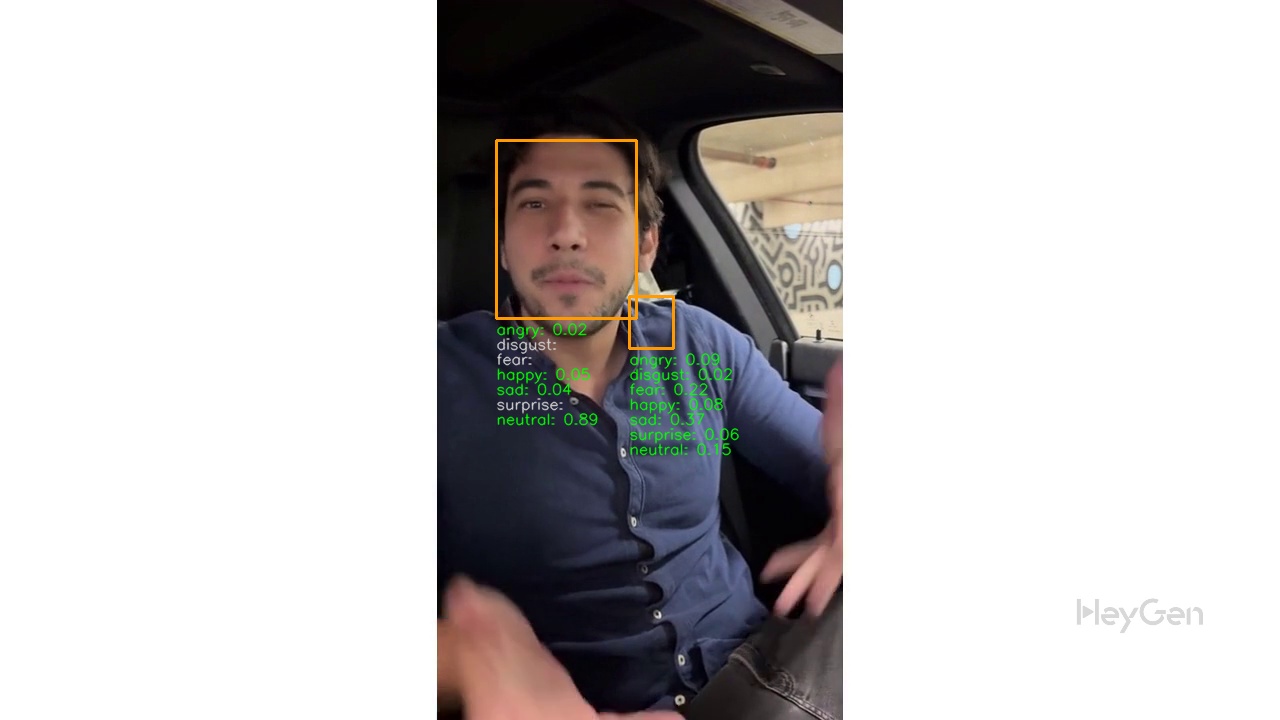 angry: 0.02
disgust:
fear:
happy: 0.05
sad: 0.04
surprise:
neutral: 0.89
angry: 0.09
disgust: 0.02
fear: 0.22
happy: 0.08
sad: 0.37
surprise: 0.06
neutral: 0.15
HeyGen